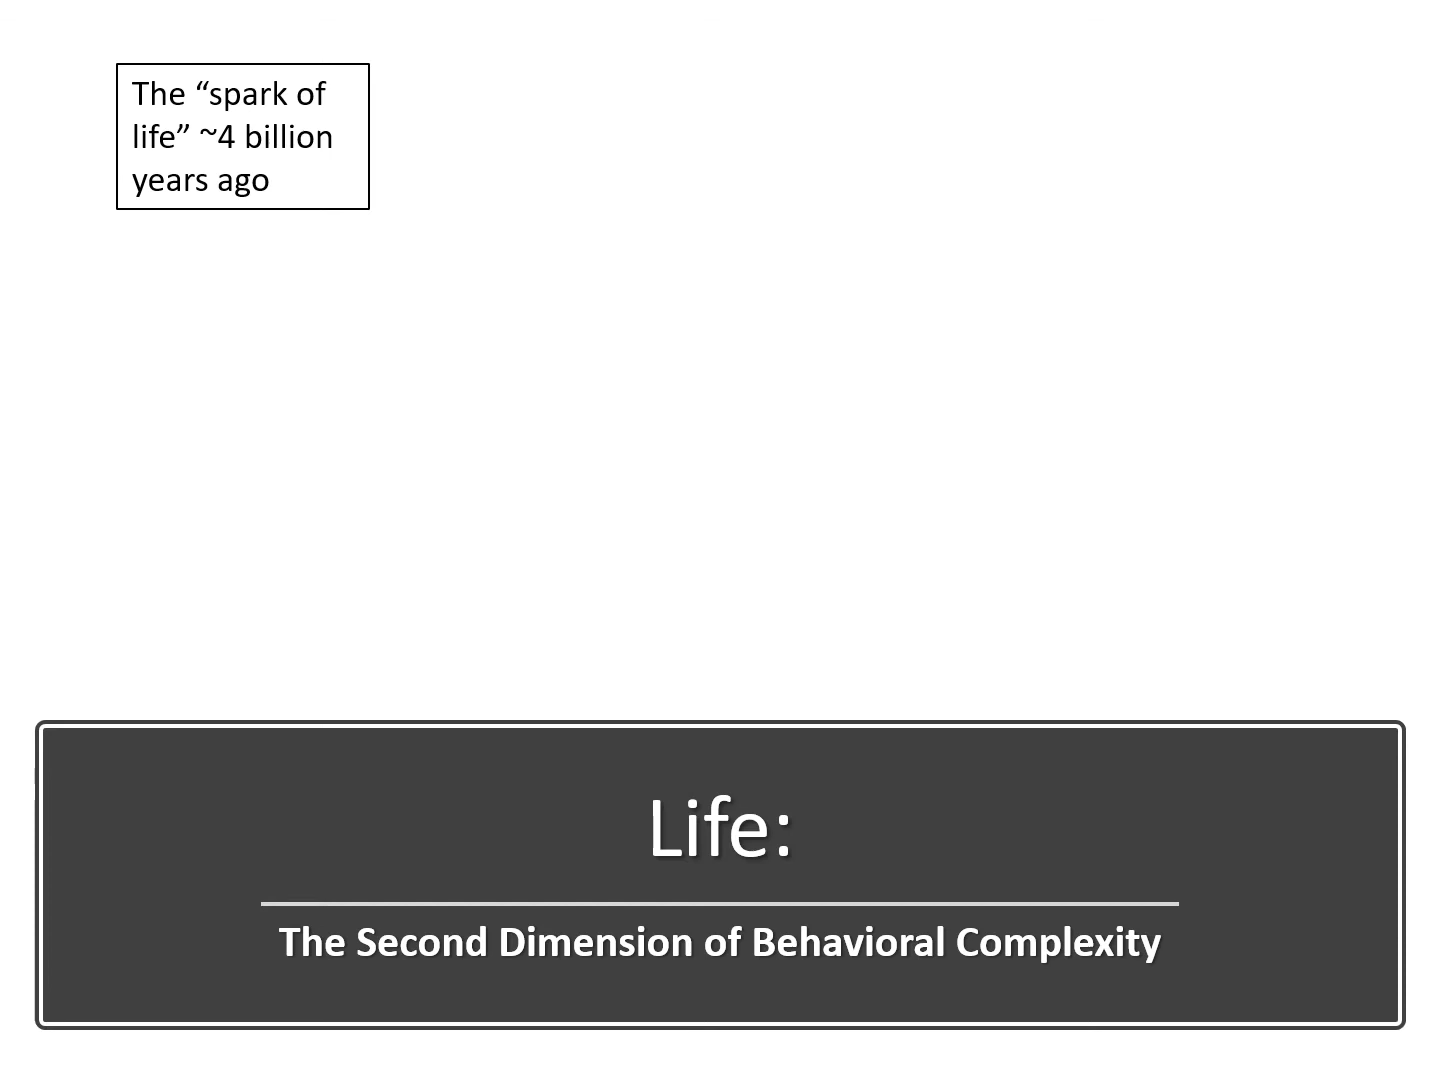 The “spark of
life” ~4 billion
years ago
Life:
The Second Dimension of Behavioral Complexity